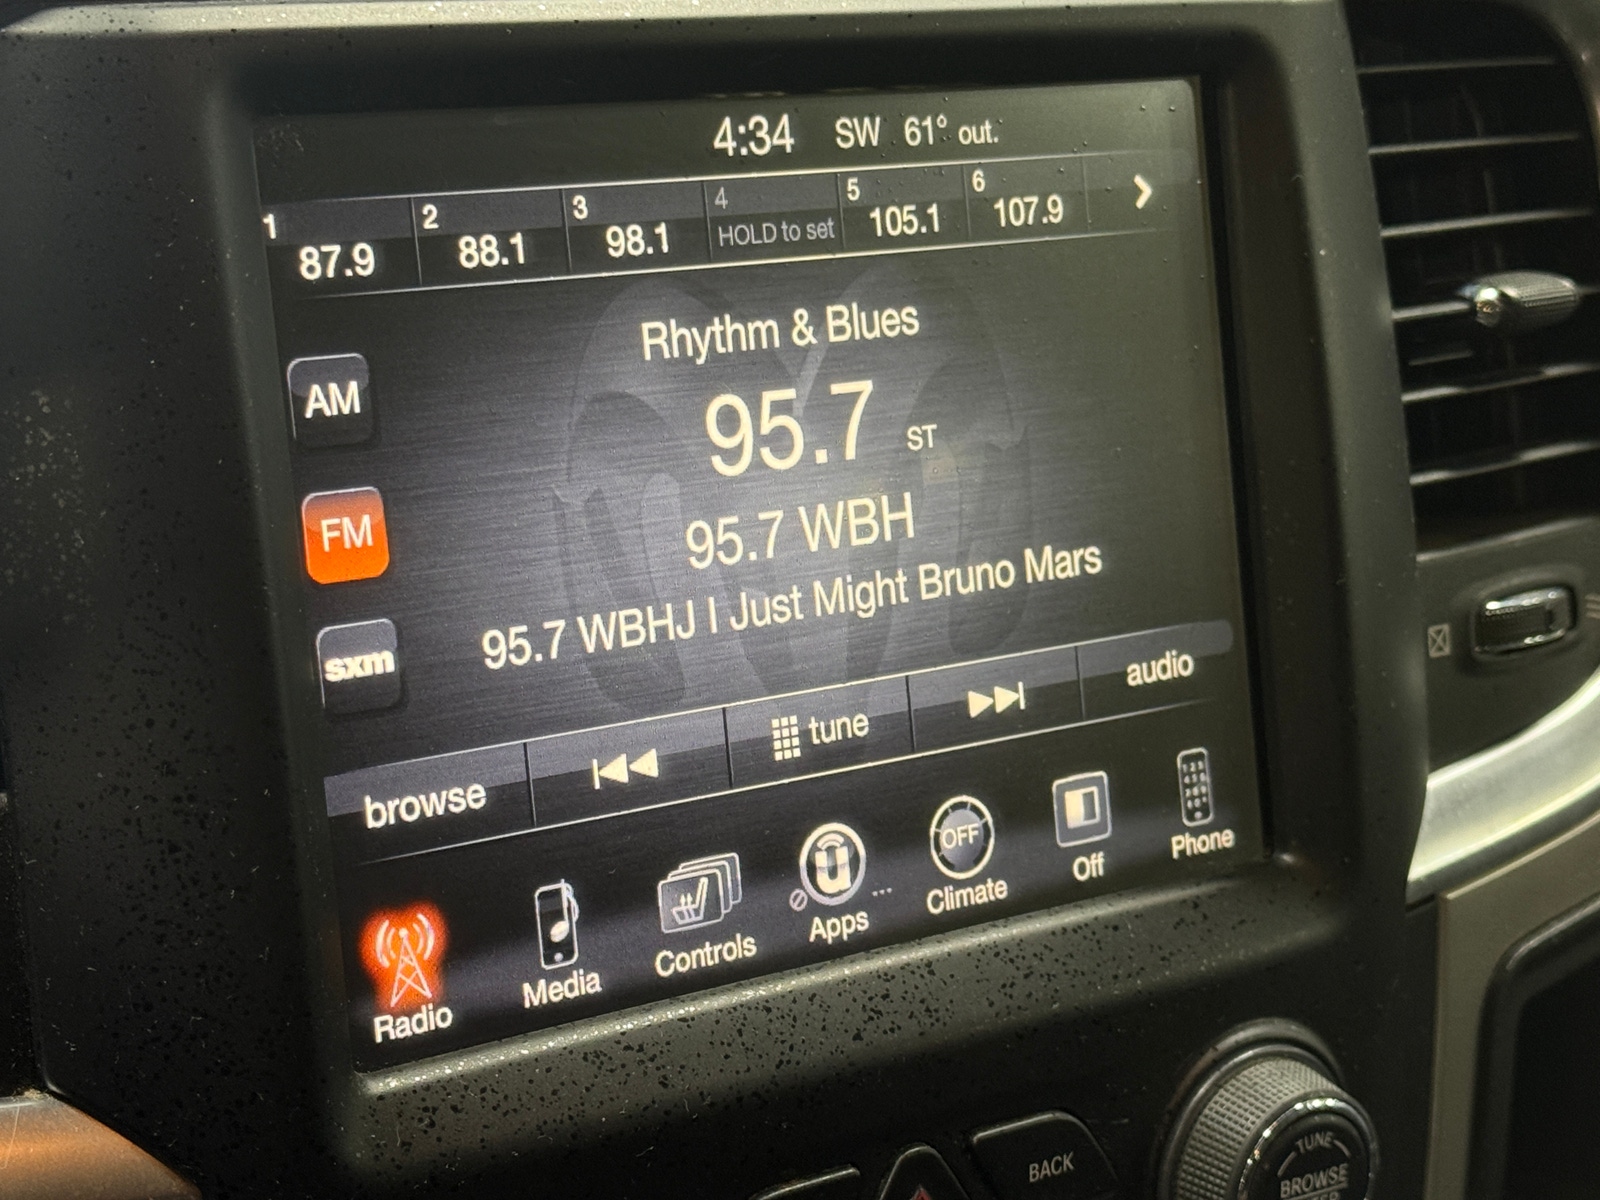 4:34 SW 61° out.
1 2 3 4 5 6
87.9 88.1 98.1 HOLD to set 105.1 107.9
Rhythm & Blues
AM
95.7 ST
FM
95.7 WBH
95.7 WBHJ I Just Might Bruno Mars
sxm
browse tune audio
Radio Media Controls Apps ... OFF Climate Off Phone
BACK
TUNE
BROWSE